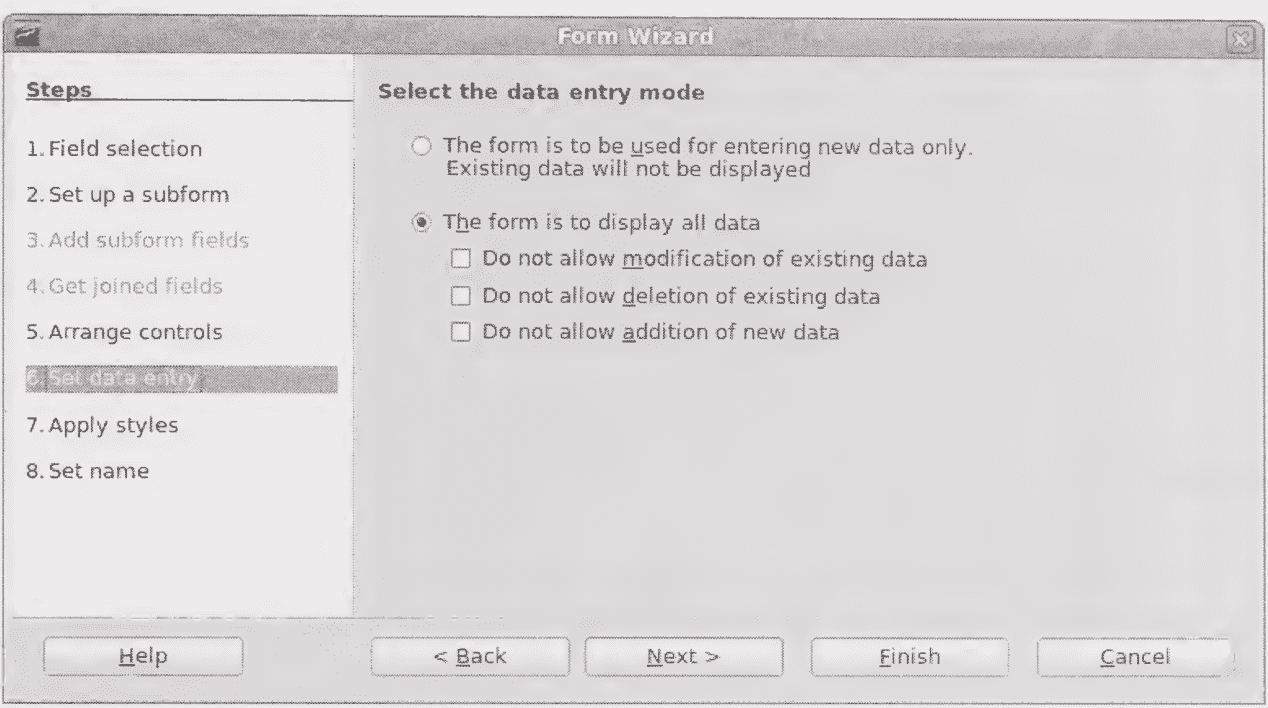 Form Wizard
Steps
1. Field selection
2. Set up a subform
3. Add subform fields
4. Get joined fields
5. Arrange controls
6. Set data entry
7. Apply styles
8. Set name
Select the data entry mode
The form is to be used for entering new data only.
Existing data will not be displayed
The form is to display all data
Do not allow modification of existing data
Do not allow deletion of existing data
Do not allow addition of new data
Help
< Back
Next >
Finish
Cancel